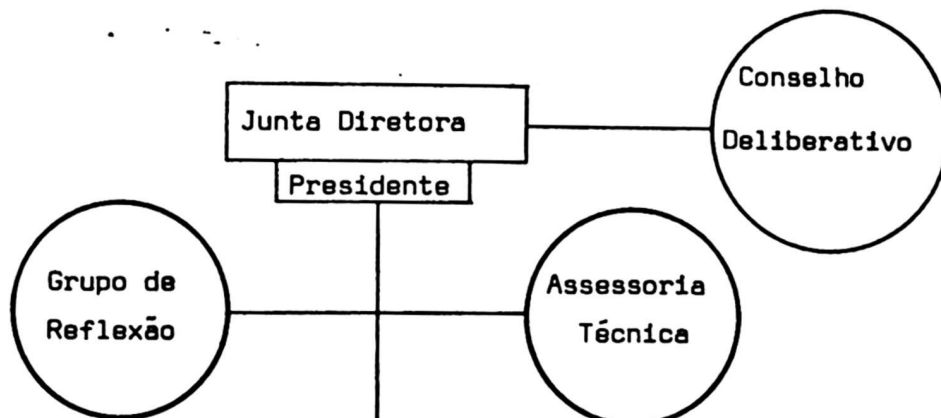 Conselho
Deliberativo
Junta Diretora
Presidente
Grupo de
Reflexão
Assessoria
Técnica